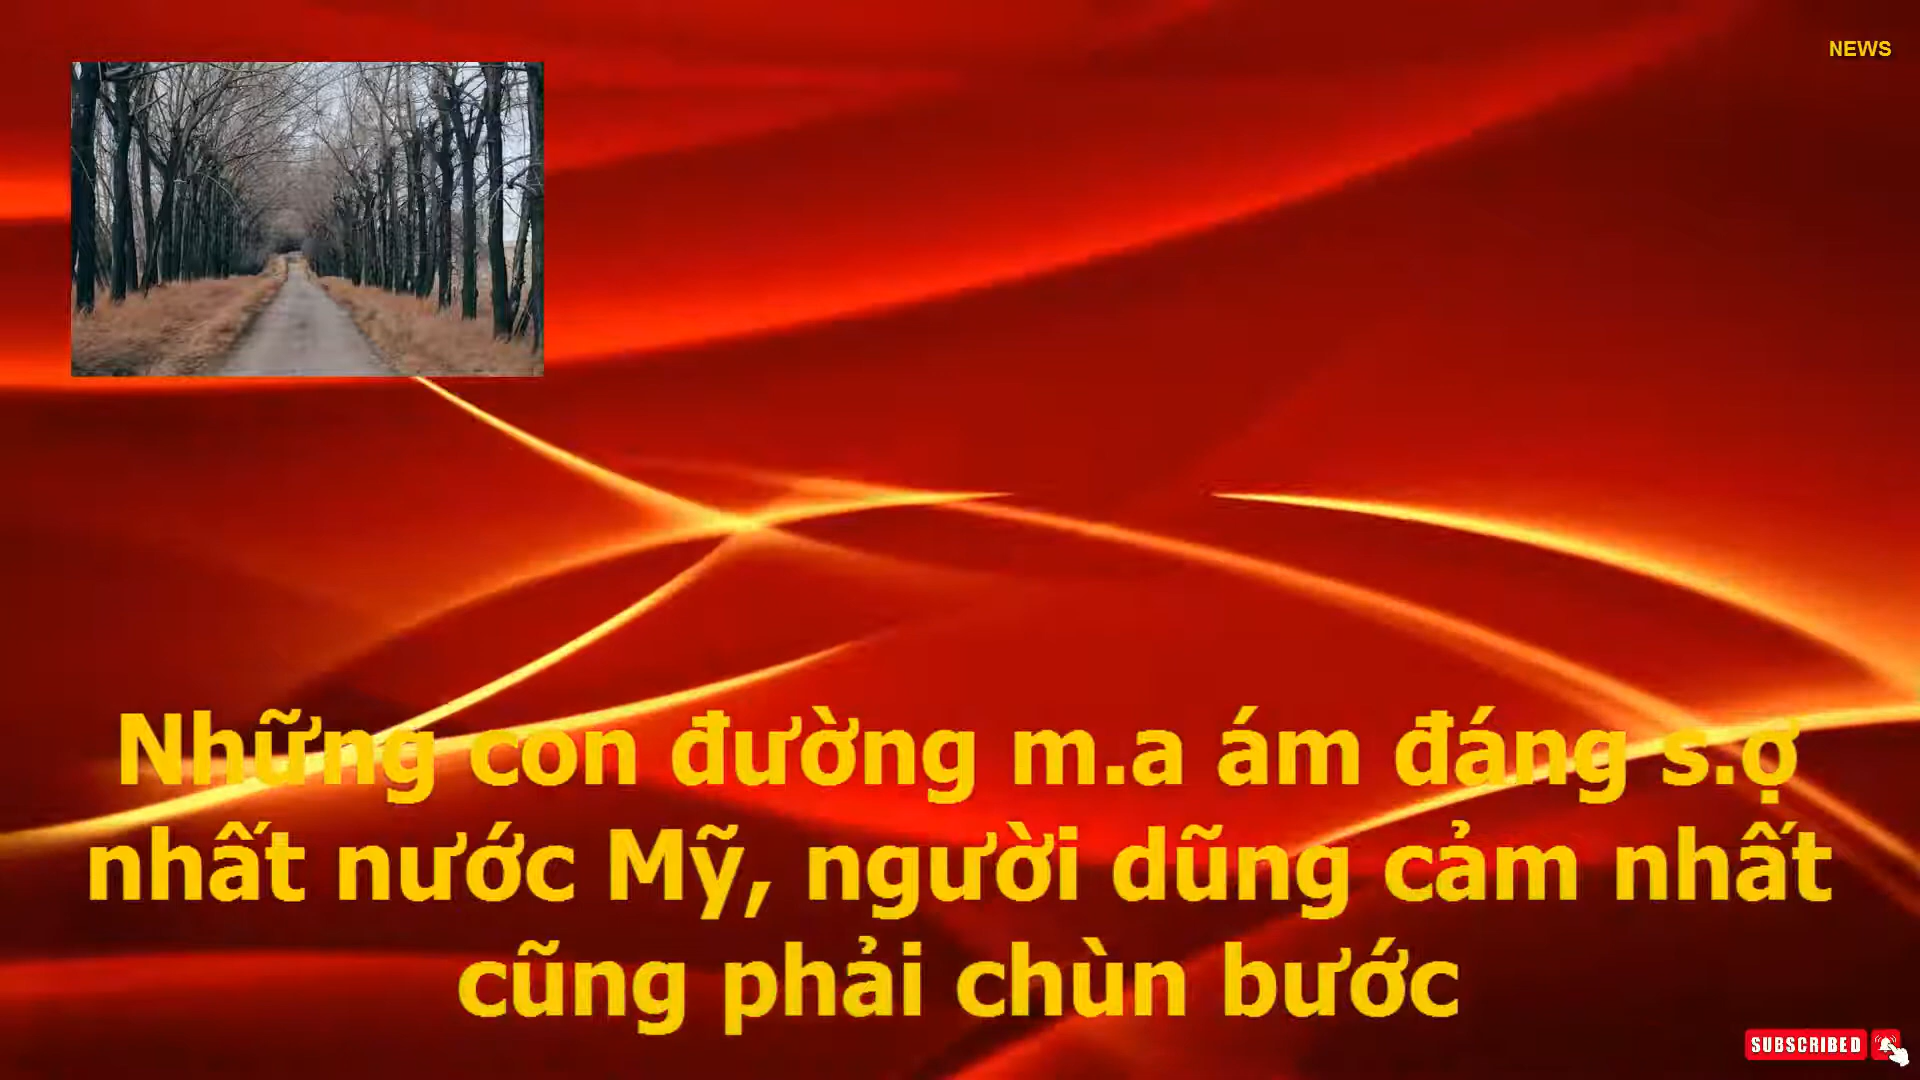 NEWS
Những con đường m.a ám đáng s.ợ
nhất nước Mỹ, người dũng cảm nhất
cũng phải chùn bước
SUBSCRIBED